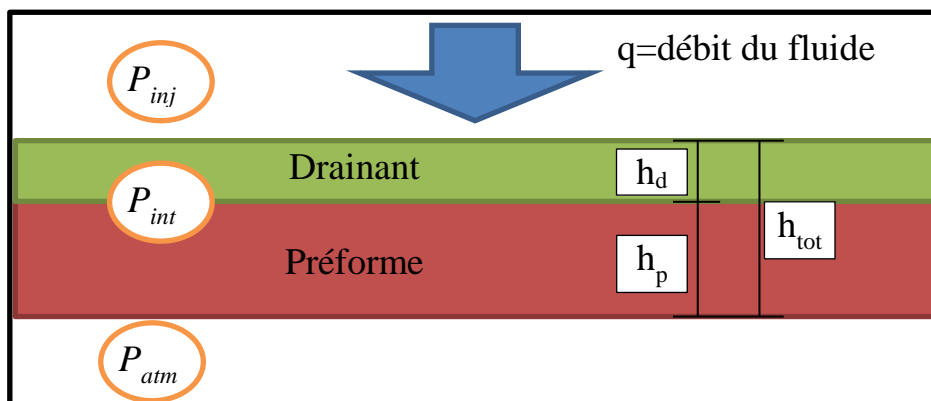 q=débit du fluide
P_inj
Drainant
h_d
P_int
h_tot
Préforme
h_p
P_atm